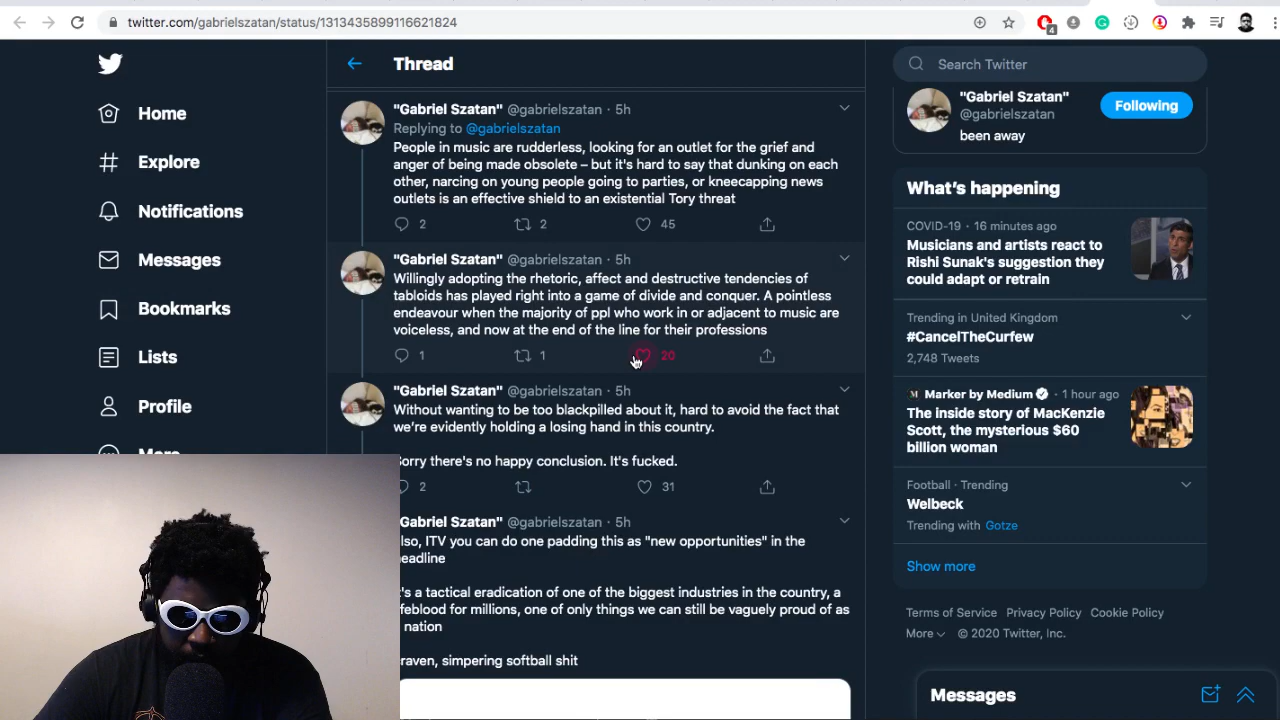 twitter.com/gabrielszatan/status/1313435899116621824
4
Home
Explore
Notifications
Messages
Bookmarks
Lists
Profile
Thread
"Gabriel Szatan" @gabrielszatan · 5h
Replying to @gabrielszatan
People in music are rudderless, looking for an outlet for the grief and
anger of being made obsolete – but it's hard to say that dunking on each
other, narcing on young people going to parties, or kneecapping news
outlets is an effective shield to an existential Tory threat
2 2 45
"Gabriel Szatan" @gabrielszatan · 5h
Willingly adopting the rhetoric, affect and destructive tendencies of
tabloids has played right into a game of divide and conquer. A pointless
endeavour when the majority of ppl who work in or adjacent to music are
voiceless, and now at the end of the line for their professions
1 1 20
"Gabriel Szatan" @gabrielszatan · 5h
Without wanting to be too blackpilled about it, hard to avoid the fact that
we're evidently holding a losing hand in this country.
orry there's no happy conclusion. It's fucked.
2 31
Gabriel Szatan" @gabrielszatan · 5h
lso, ITV you can do one padding this as "new opportunities" in the
eadline
's a tactical eradication of one of the biggest industries in the country, a
feblood for millions, one of only things we can still be vaguely proud of as
nation
raven, simpering softball shit
Search Twitter
"Gabriel Szatan"
@gabrielszatan
been away
Following
What's happening
COVID-19 · 16 minutes ago
Musicians and artists react to
Rishi Sunak's suggestion they
could adapt or retrain
Trending in United Kingdom
#CancelTheCurfew
2,748 Tweets
Marker by Medium · 1 hour ago
The inside story of MacKenzie
Scott, the mysterious $60
billion woman
Football · Trending
Welbeck
Trending with Gotze
Show more
Terms of Service Privacy Policy Cookie Policy
More © 2020 Twitter, Inc.
Messages